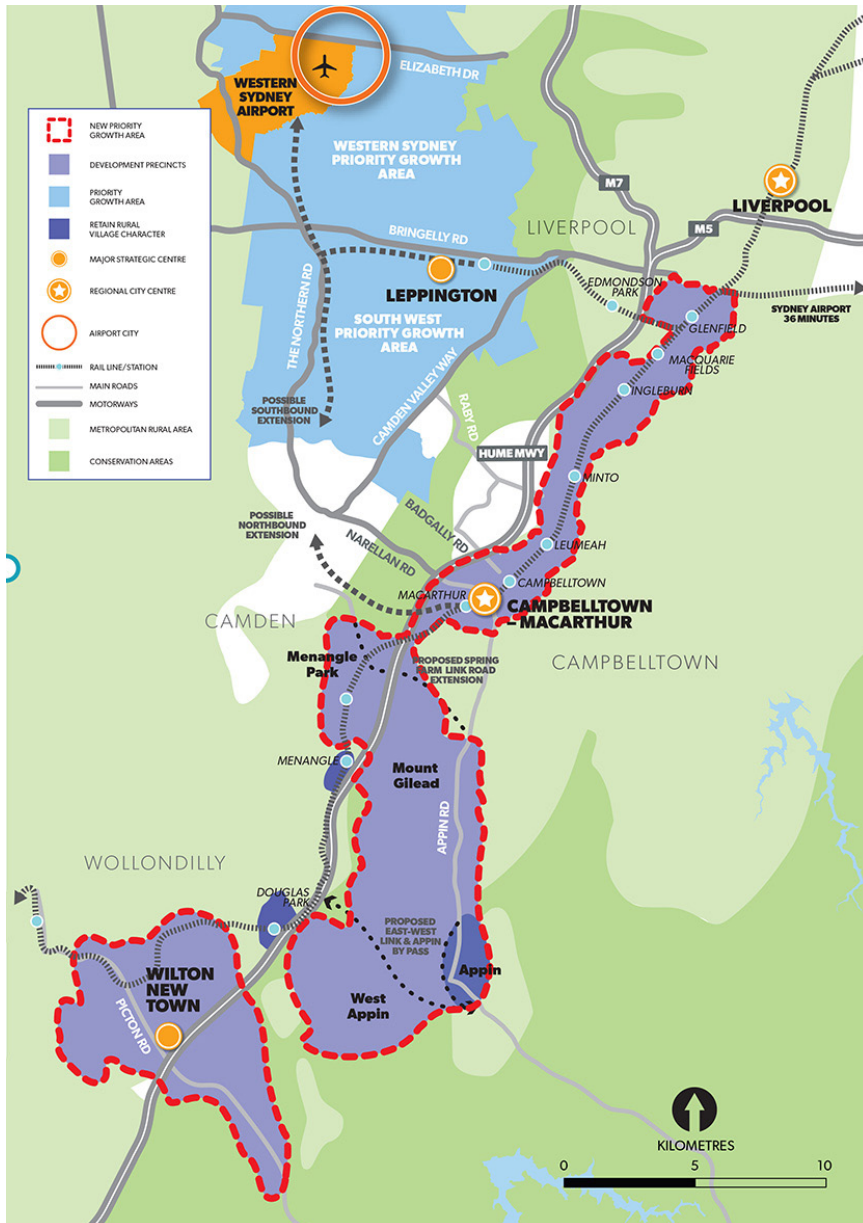 ELIZABETH DR
WESTERN
SYDNEY
AIRPORT
NEW PRIORITY
GROWTH AREA
DEVELOPMENT PRECINCTS
PRIORITY
GROWTH AREA
RETAIN RURAL
VILLAGE CHARACTER
MAJOR STRATEGIC CENTRE
REGIONAL CITY CENTRE
AIRPORT CITY
RAIL LINE/STATION
MAIN ROADS
MOTORWAYS
METROPOLITAN RURAL AREA
CONSERVATION AREAS
WESTERN SYDNEY
PRIORITY GROWTH
AREA
M7
LIVERPOOL
M5
LIVERPOOL
BRINGELLY RD
THE NORTHERN RD
LEPPINGTON
EDMONDSON
PARK
SYDNEY AIRPORT
36 MINUTES
SOUTH WEST
PRIORITY GROWTH
AREA
GLENFIELD
MACQUARIE
FIELDS
INGLEBURN
CAMDEN VALLEY WAY
RABY RD
POSSIBLE
SOUTHBOUND
EXTENSION
HUME MWY
MINTO
POSSIBLE
NORTHBOUND
EXTENSION
BADGALLY RD
NARELLAN RD
LEUMEAH
CAMPBELLTOWN
MACARTHUR
CAMPBELLTOWN
– MACARTHUR
CAMDEN
Menangle
Park
PROPOSED SPRING
FARM LINK ROAD
EXTENSION
CAMPBELLTOWN
MENANGLE
Mount
Gilead
APPIN RD
WOLLONDILLY
DOUGLAS
PARK
PROPOSED
EAST-WEST
LINK & APPIN
BY PASS
Appin
WILTON
NEW
TOWN
West
Appin
PICTON RD
KILOMETRES
0 5 10